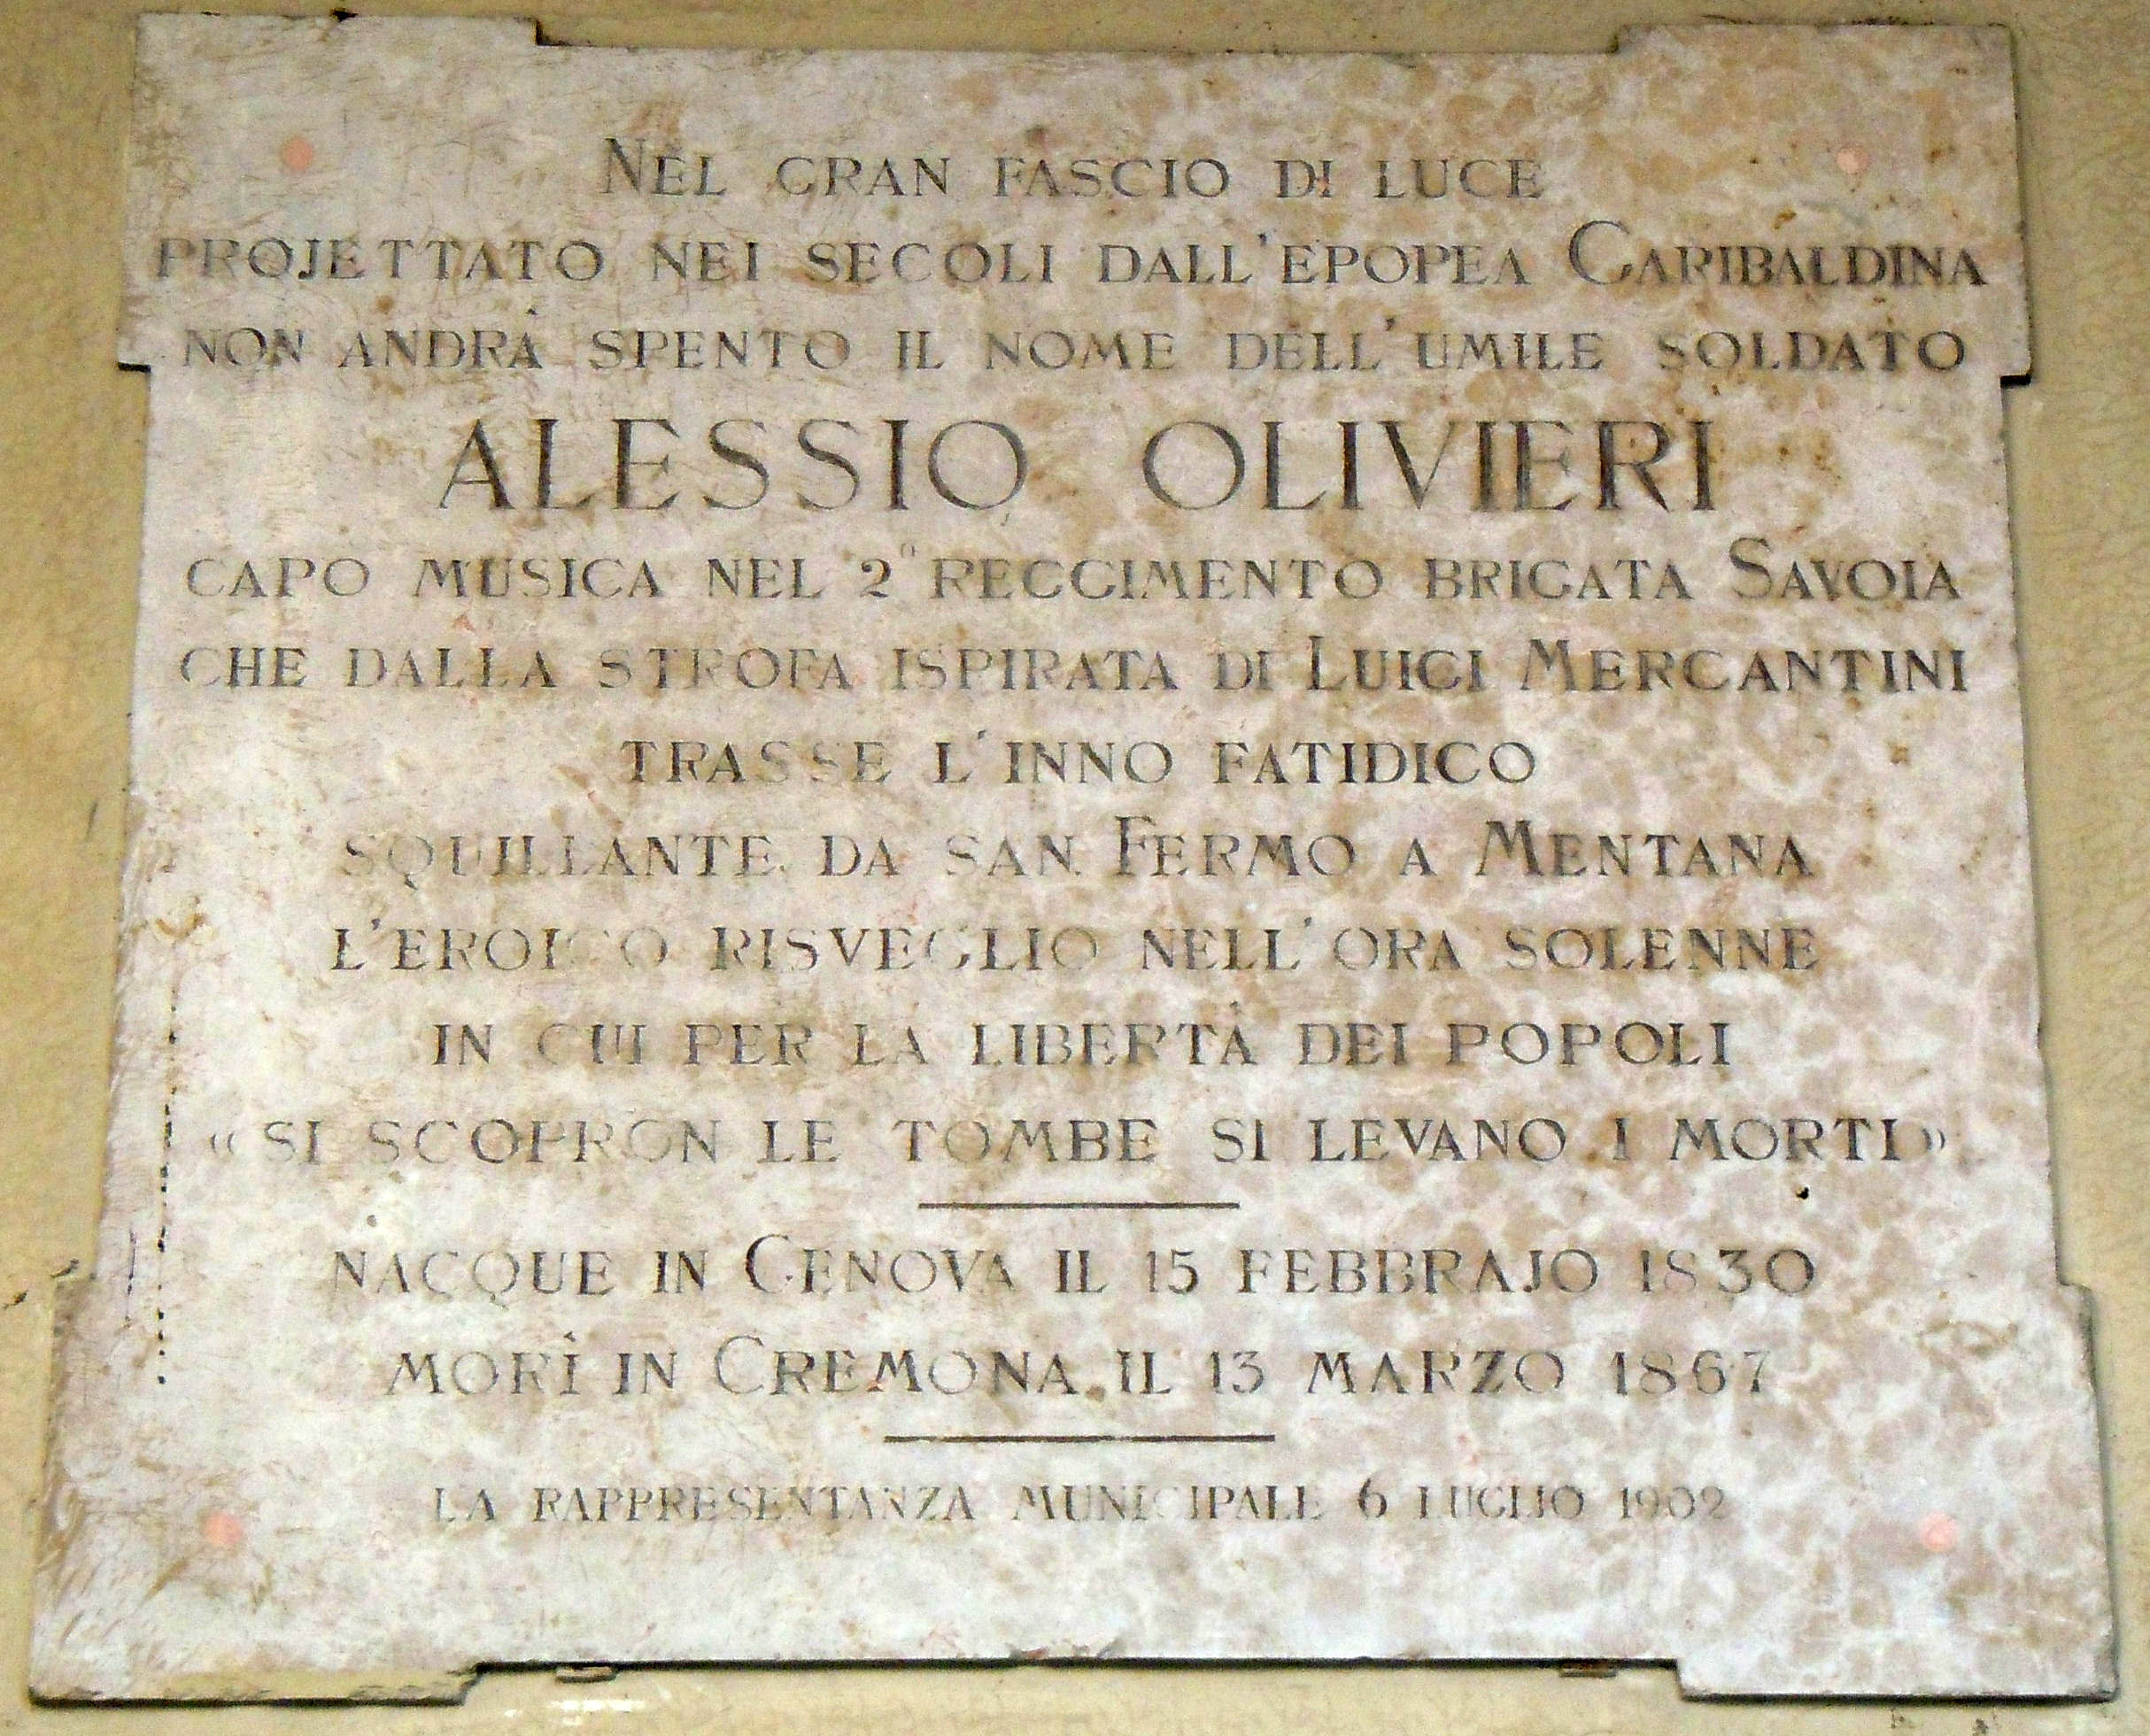 NEL GRAN FASCIO DI LUCE
PROJETTATO NEI SECOLI DALL'EPOPEA GARIBALDINA
NON ANDRÀ SPENTO IL NOME DELL'UMILE SOLDATO
ALESSIO OLIVIERI
CAPO MUSICA NEL 2º REGGIMENTO BRIGATA SAVOIA
CHE DALLA STROFA ISPIRATA DI LUIGI MERCANTINI
TRASSE L'INNO FATIDICO
SQUILLANTE DA SAN FERMO A MENTANA
L'EROICO RISVEGLIO NELL'ORA SOLENNE
IN CUI PER LA LIBERTÀ DEI POPOLI
«SI SCOPRON LE TOMBE SI LEVANO I MORTI»
NACQUE IN GENOVA IL 15 FEBBRAJO 1830
MORÌ IN CREMONA IL 13 MARZO 1867
LA RAPPRESENTANZA MUNICIPALE 6 LUGLIO 1902